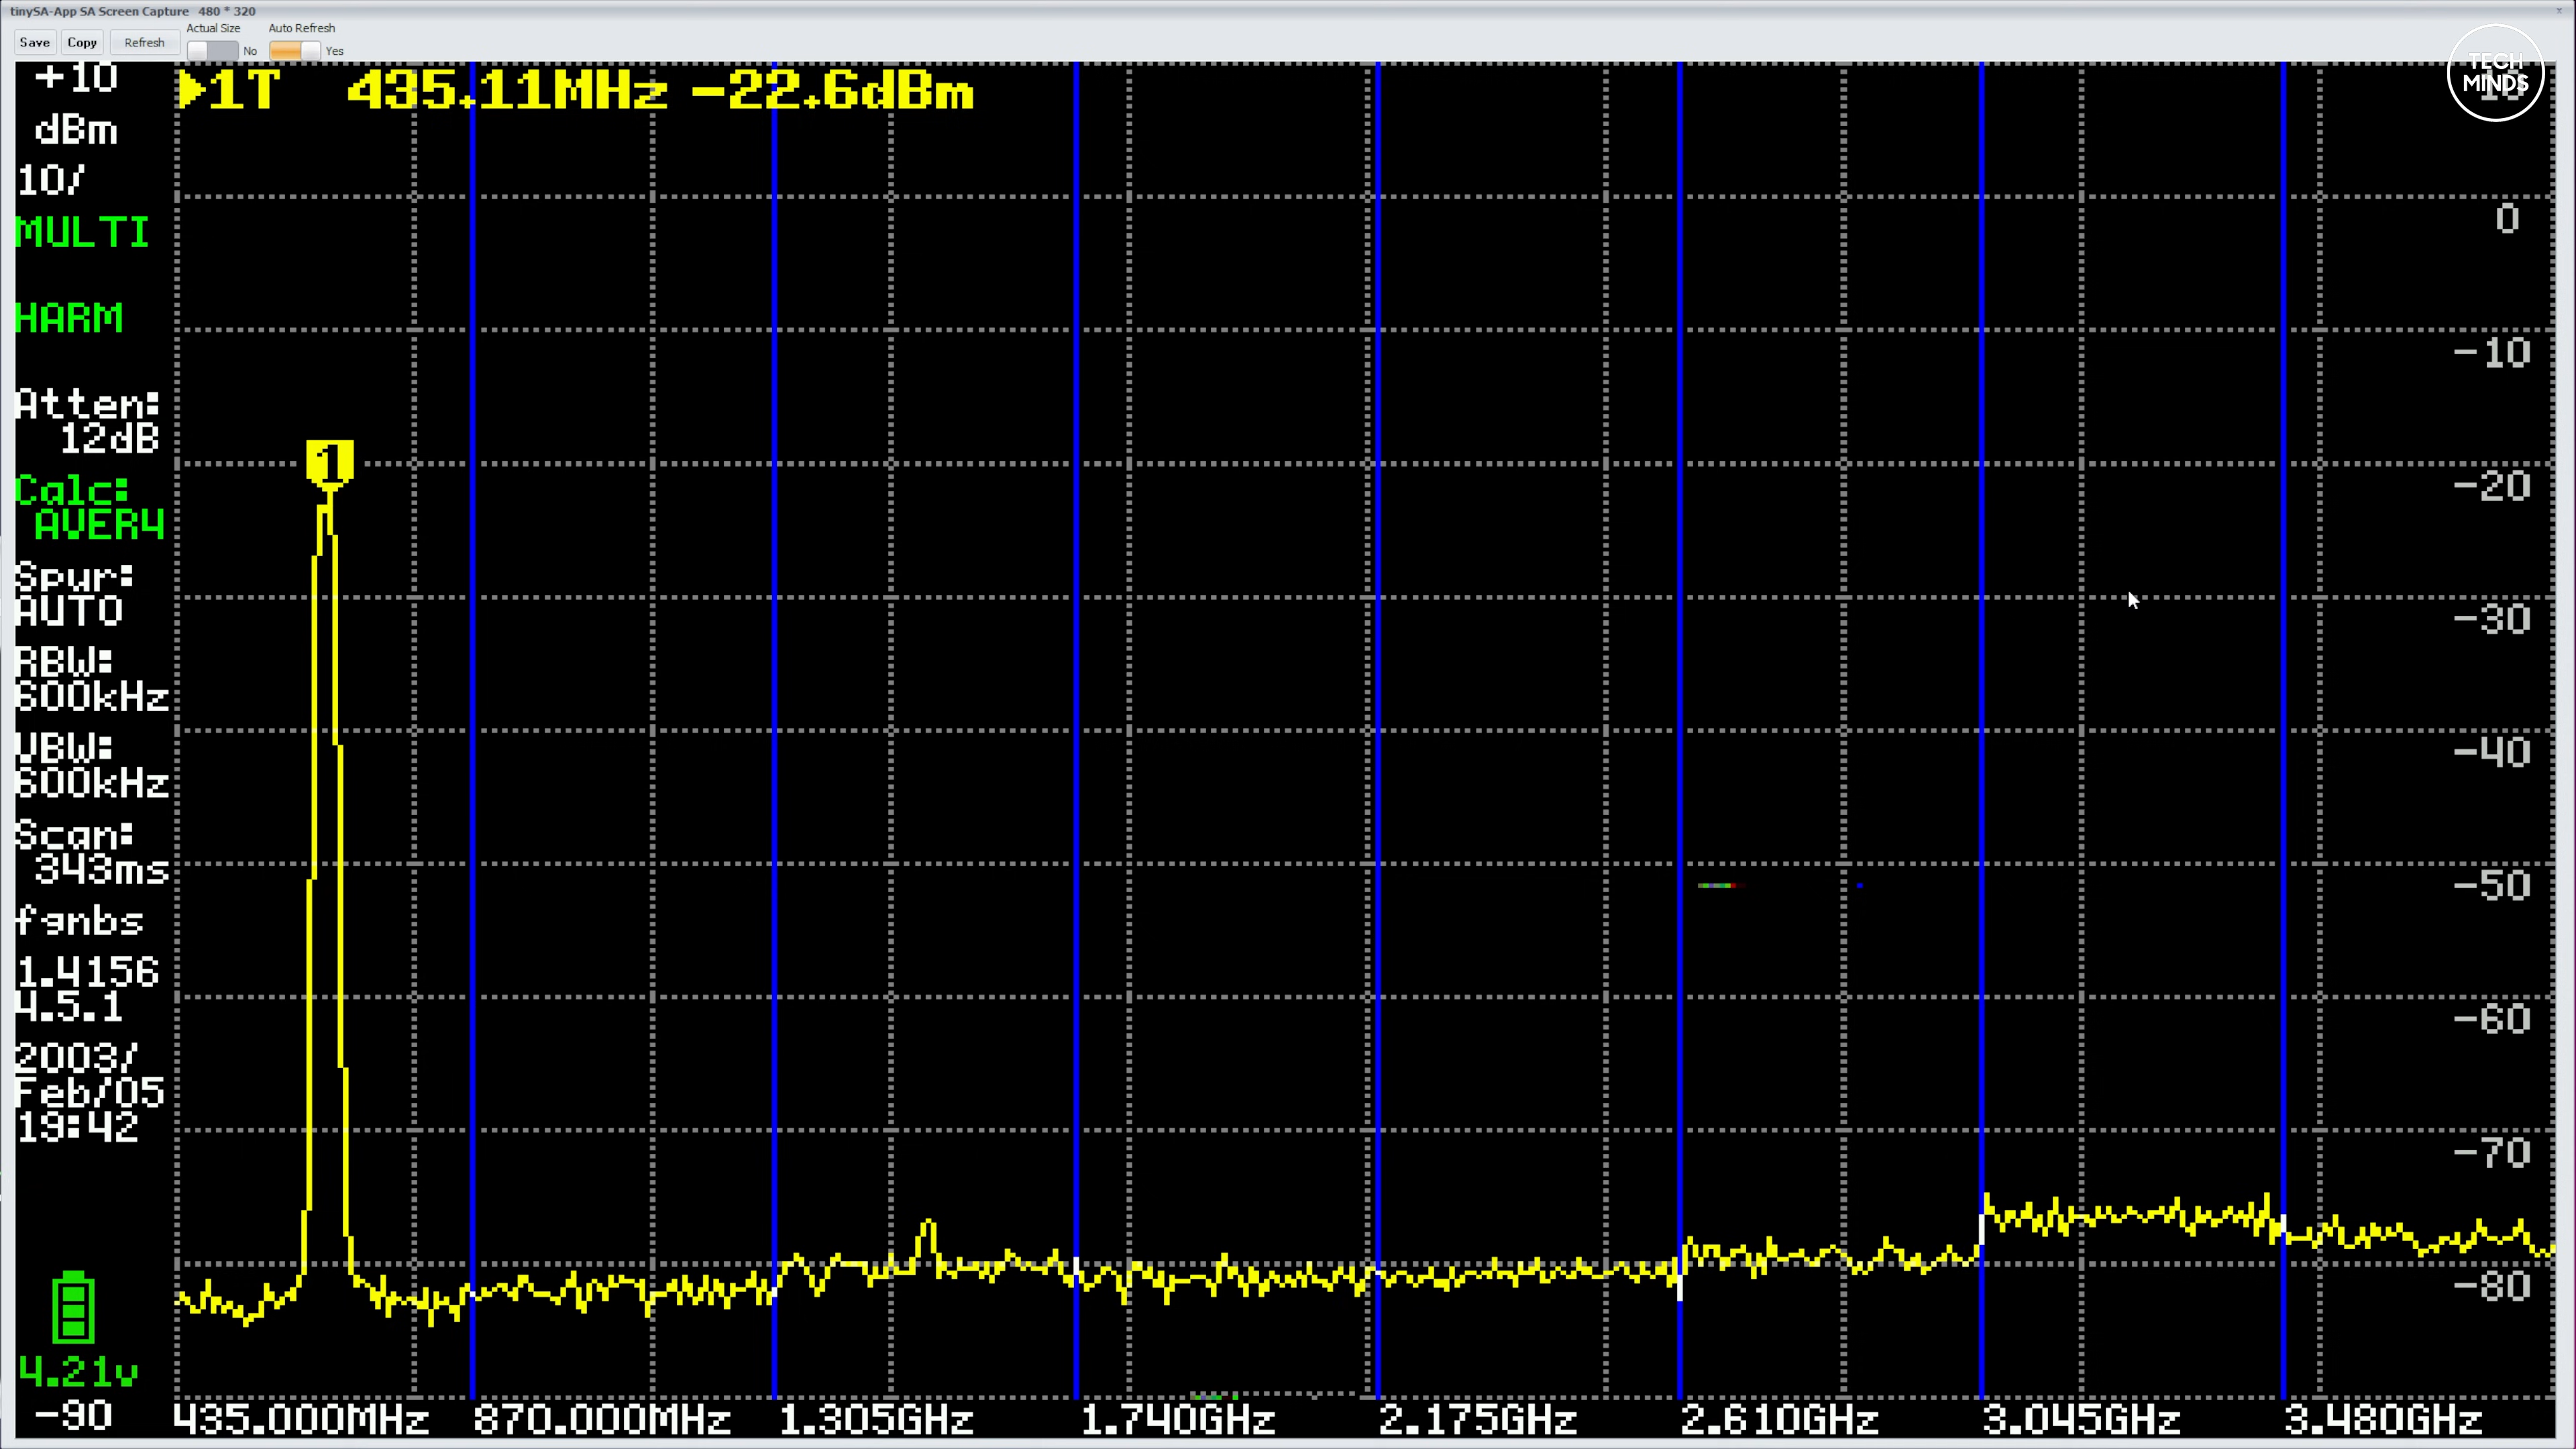 tinySA-App SA Screen Capture 480 * 320
Save Copy Refresh Actual Size No Auto Refresh Yes
+10
dBm
10/
MULTI
HARM
Atten:
12dB
Calc:
AVER4
Spur:
AUTO
RBW:
600kHz
VBW:
600kHz
Scan:
343ms
fgnbs
1.4156
4.5.1
2003/
Feb/05
19:42
4.21v
-90
1T 435.11MHz -22.6dBm
1
TECH
MINDS
10
0
-10
-20
-30
-40
-50
-60
-70
-80
435.000MHz 870.000MHz 1.305GHz 1.740GHz 2.175GHz 2.610GHz 3.045GHz 3.480GHz